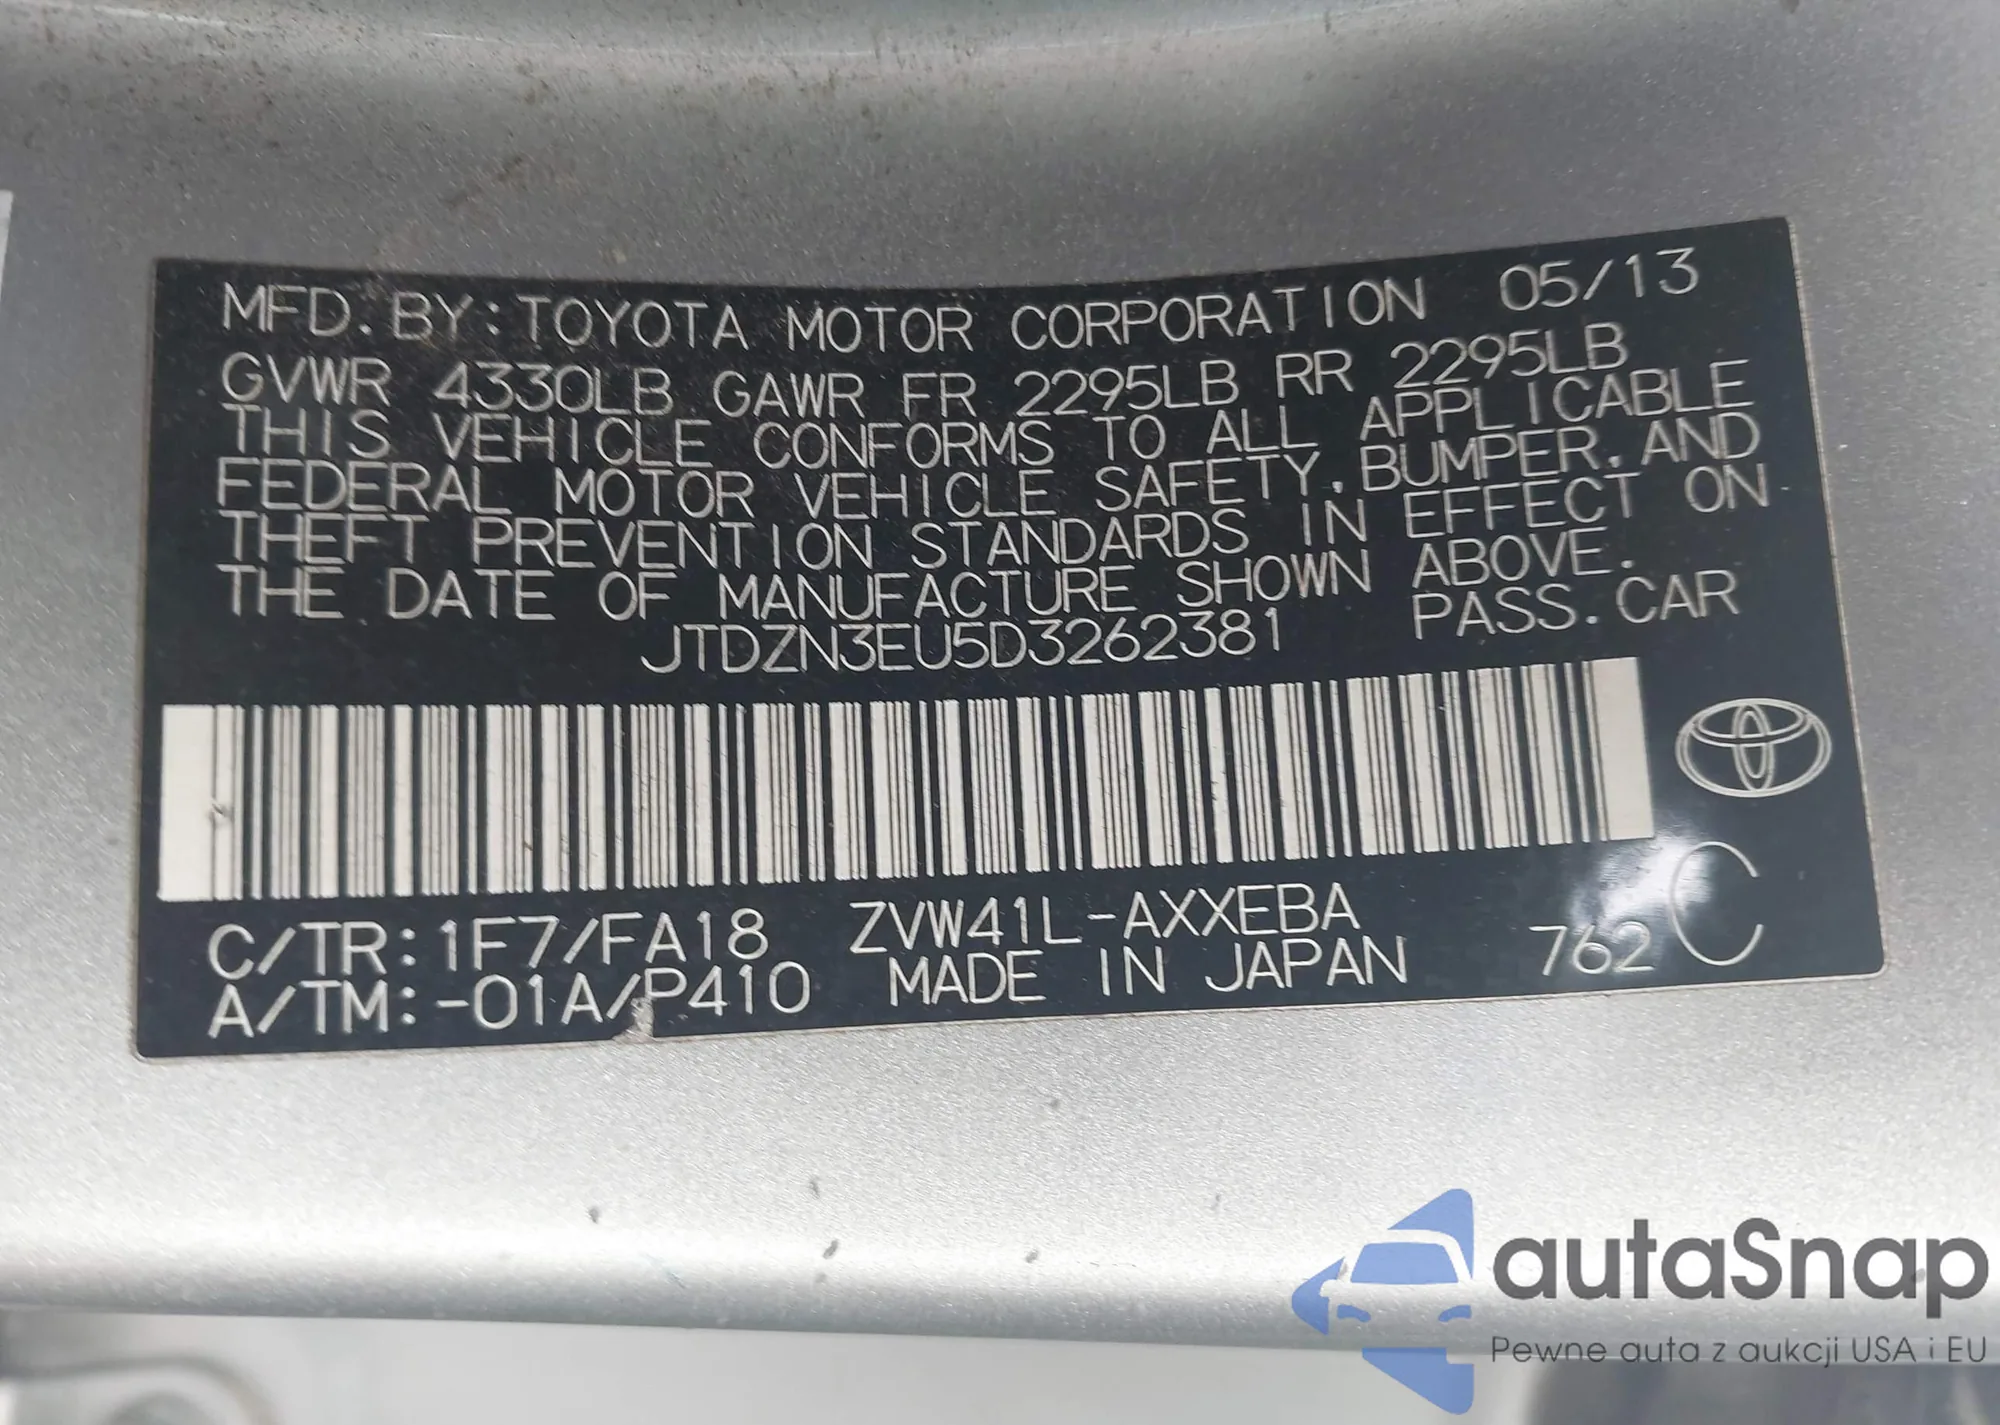 MFD. BY: TOYOTA MOTOR CORPORATION 05/13
GVWR 4330LB GAWR FR 2295LB RR 2295LB
THIS VEHICLE CONFORMS TO ALL APPLICABLE
FEDERAL MOTOR VEHICLE SAFETY, BUMPER, AND
THEFT PREVENTION STANDARDS IN EFFECT ON
THE DATE OF MANUFACTURE SHOWN ABOVE.
JTDZN3EU5D3262381 PASS. CAR
C/TR: 1F7/FA18 ZVW41L-AXXEBA
A/TM: -01A/P410 MADE IN JAPAN 762 C
autaSnap
Pewne auta z aukcji USA i EU